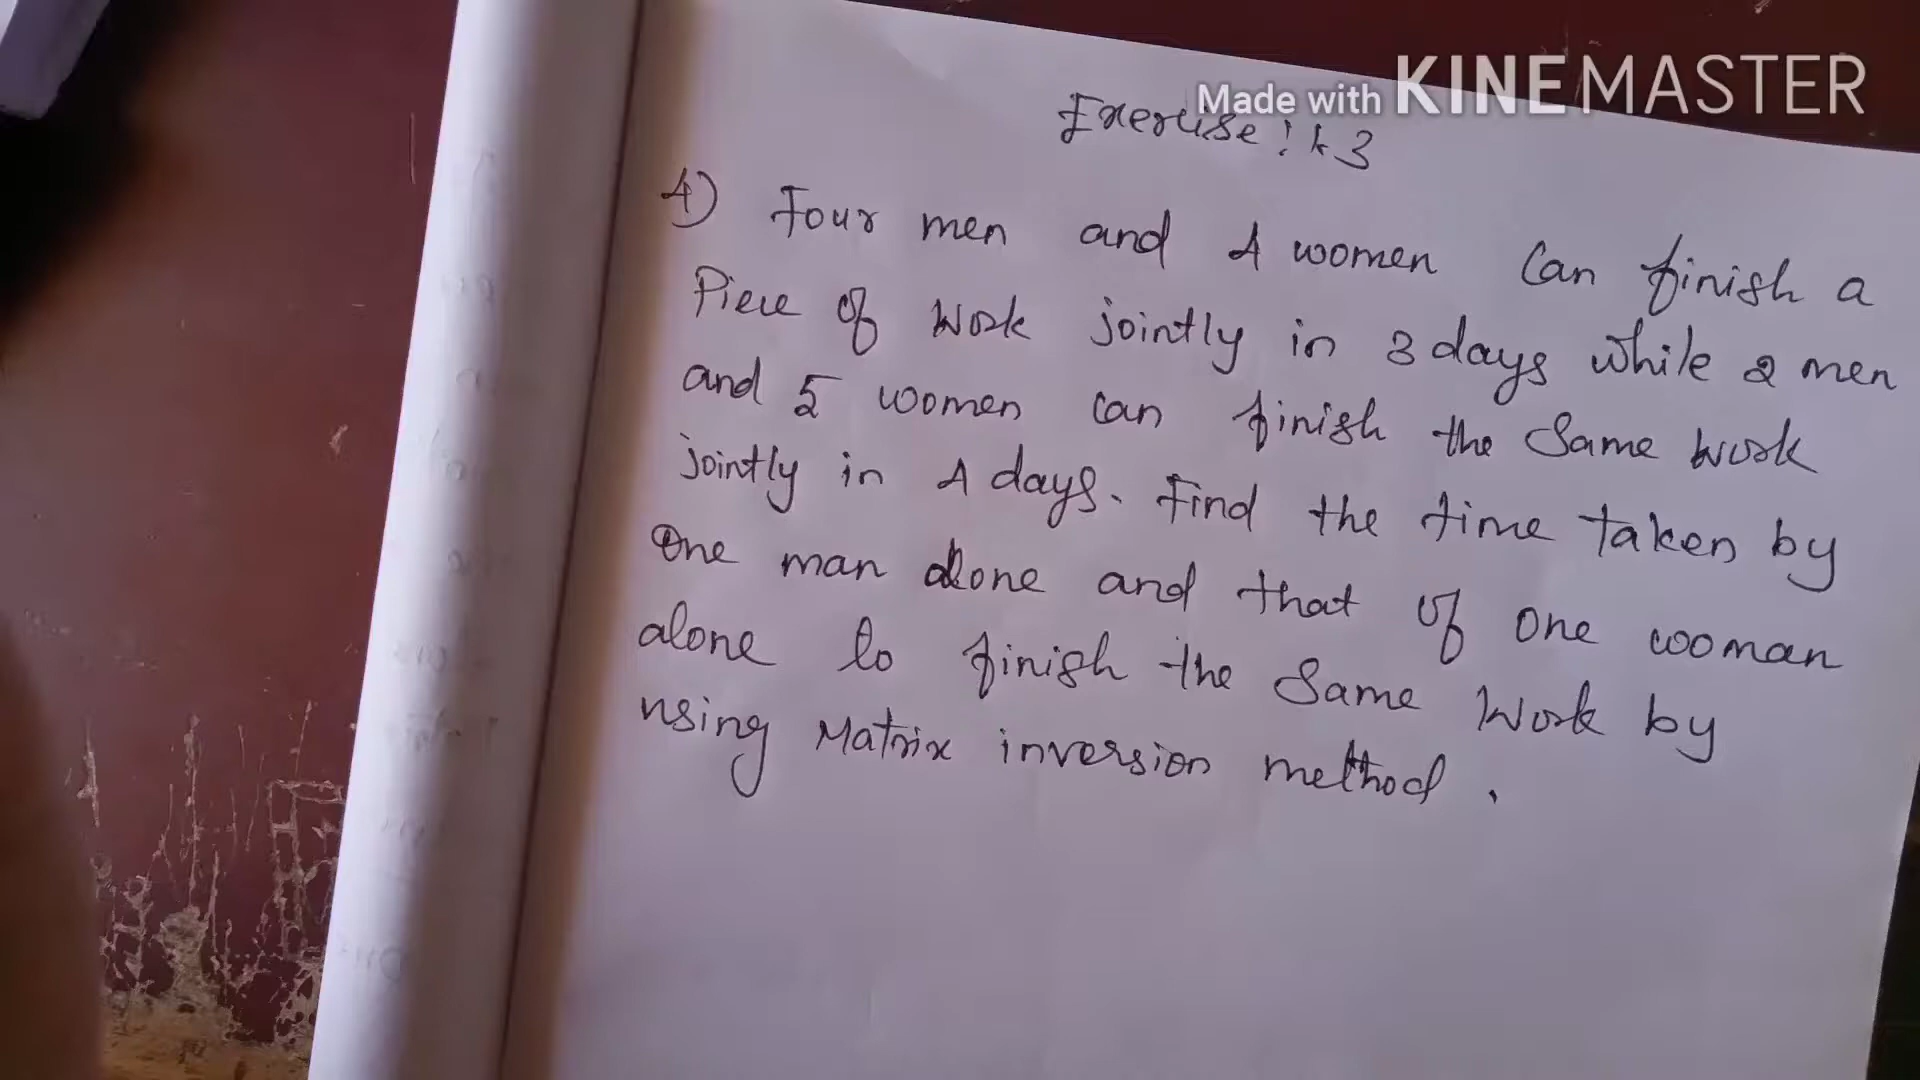 Made with KINEMASTER
Exercise: 1.3
4) Four men and 4 women can finish a
Piece of work jointly in 3 days while 2 men
and 5 women can finish the same work
jointly in 4 days. Find the time taken by
One man alone and that of one woman
alone to finish the same work by
using Matrix inversion method.